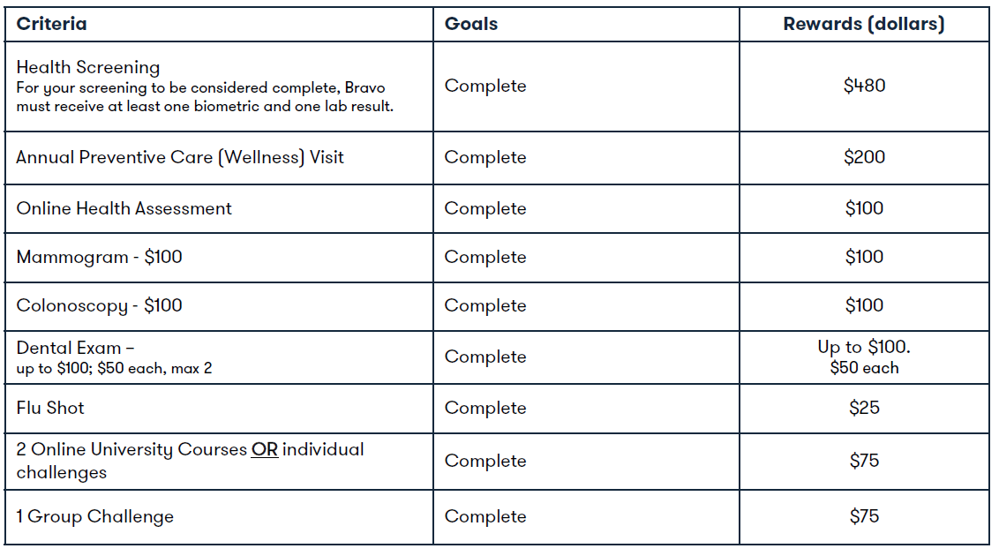 Criteria Goals Rewards (dollars)
Health Screening
For your screening to be considered complete, Bravo
must receive at least one biometric and one lab result.
Complete
$480
Annual Preventive Care (Wellness) Visit Complete $200
Online Health Assessment Complete $100
Mammogram - $100 Complete $100
Colonoscopy - $100 Complete $100
Dental Exam –
up to $100; $50 each, max 2
Complete
Up to $100.
$50 each
Flu Shot Complete $25
2 Online University Courses OR individual
challenges
Complete
$75
1 Group Challenge Complete $75